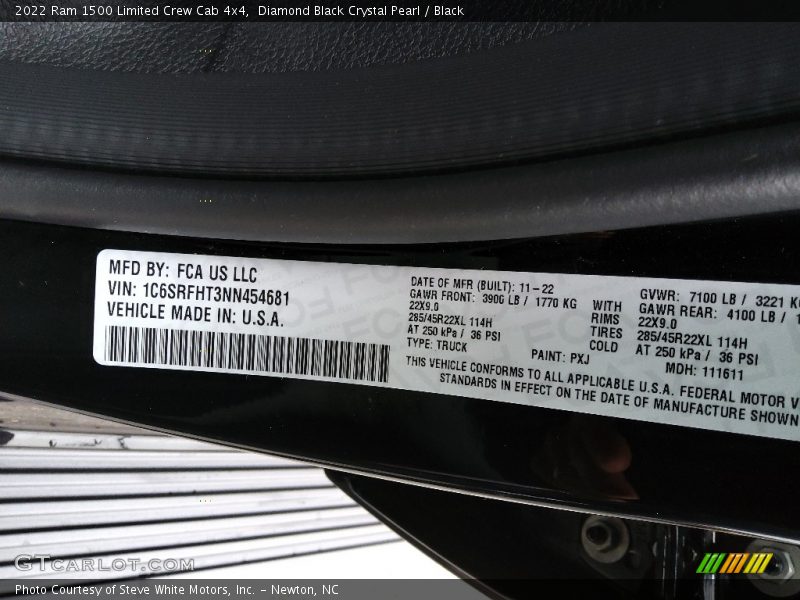 2022 Ram 1500 Limited Crew Cab 4x4, Diamond Black Crystal Pearl / Black
MFD BY: FCA US LLC
VIN: 1C6SRFHT3NN454681
VEHICLE MADE IN: U.S.A.
DATE OF MFR (BUILT): 11-22
GAWR FRONT: 3900 LB / 1770 KG
22X9.0
285/45R22XL 114H
AT 250 kPa / 36 PSI
TYPE: TRUCK
WITH
RIMS
TIRES
COLD
GVWR: 7100 LB / 3221 KG
GAWR REAR: 4100 LB /
22X9.0
285/45R22XL 114H
AT 250 kPa / 36 PSI
PAINT: PXJ
MDH: 111611
THIS VEHICLE CONFORMS TO ALL APPLICABLE U.S.A. FEDERAL MOTOR V
STANDARDS IN EFFECT ON THE DATE OF MANUFACTURE SHOWN
GTCarLot.com
Photo Courtesy of Steve White Motors, Inc. - Newton, NC